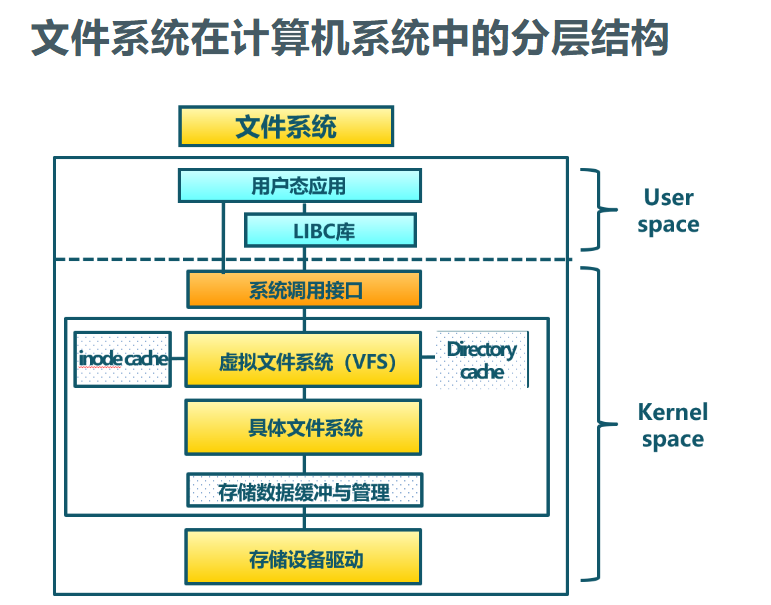 文件系统在计算机系统中的分层结构
文件系统
用户态应用
LIBC库
User
space
系统调用接口
inode cache
虚拟文件系统（VFS）
Directory
cache
具体文件系统
Kernel
space
存储数据缓冲与管理
存储设备驱动